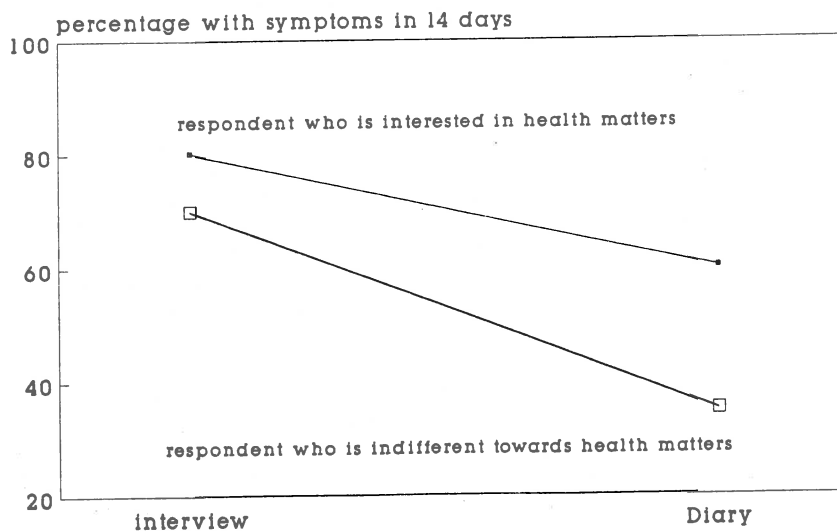 percentage with symptoms in 14 days
100
respondent who is interested in health matters
80
60
40
respondent who is indifferent towards health matters
20
interview
Diary